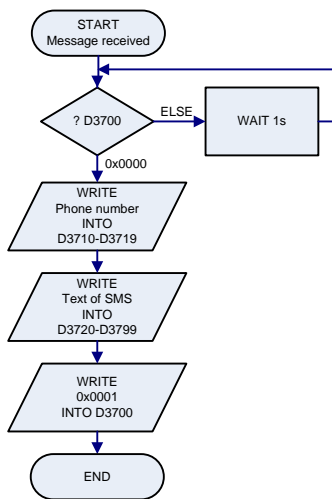 START
Message received
? D3700
ELSE
WAIT 1s
0x0000
WRITE
Phone number
INTO
D3710-D3719
WRITE
Text of SMS
INTO
D3720-D3799
WRITE
0x0001
INTO D3700
END